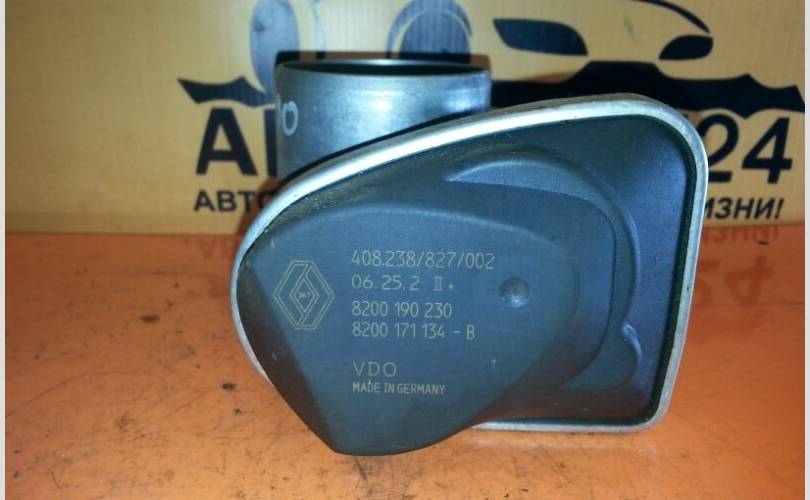 24
АВТО
ИЗНИ!
408.238/827/002
06.25.2 II.
8200 190 230
8200 171 134 - B
VDO
MADE IN GERMANY